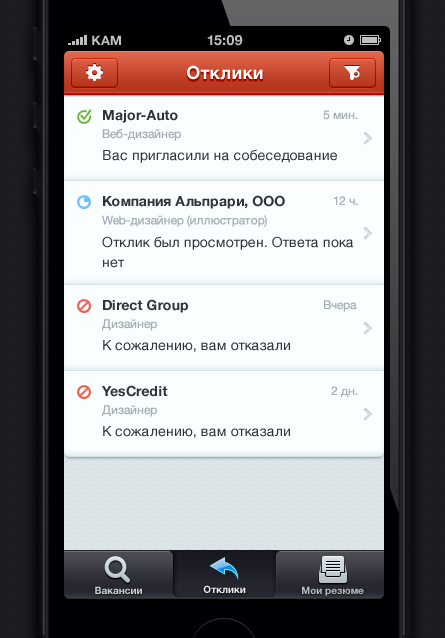 KAM 15:09
Отклики
Major-Auto 5 мин.
Веб-дизайнер
Вас пригласили на собеседование
Компания Альпрари, ООО 12 ч.
Web-дизайнер (иллюстратор)
Отклик был просмотрен. Ответа пока
нет
Direct Group Вчера
Дизайнер
К сожалению, вам отказали
YesCredit 2 дн.
Дизайнер
К сожалению, вам отказали
Вакансии Отклики Мои резюме